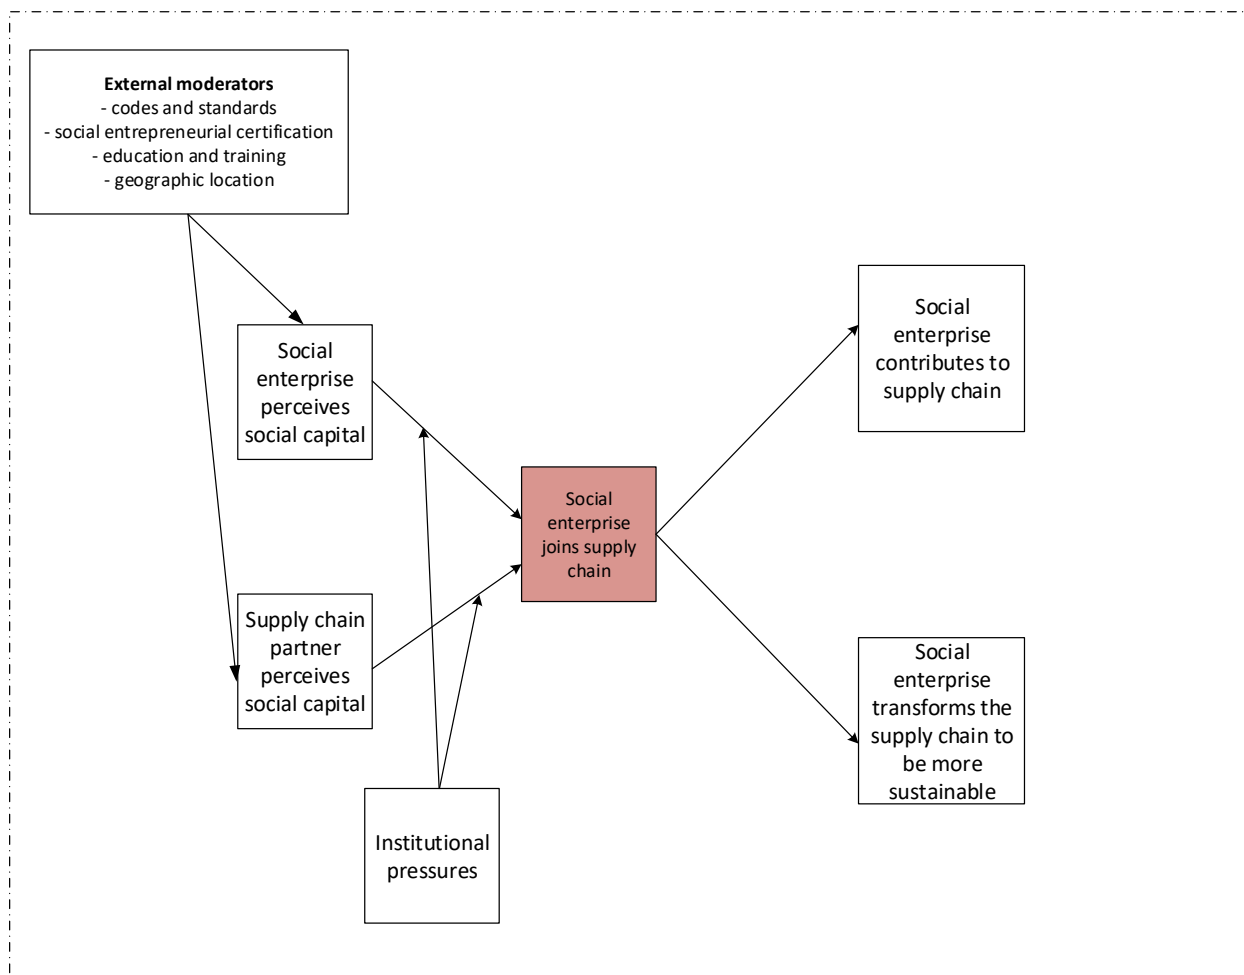 External moderators
- codes and standards
- social entrepreneurial certification
- education and training
- geographic location
Social
enterprise
perceives
social capital
Social
enterprise
contributes to
supply chain
Social
enterprise
joins supply
chain
Supply chain
partner
perceives
social capital
Social
enterprise
transforms the
supply chain to
be more
sustainable
Institutional
pressures